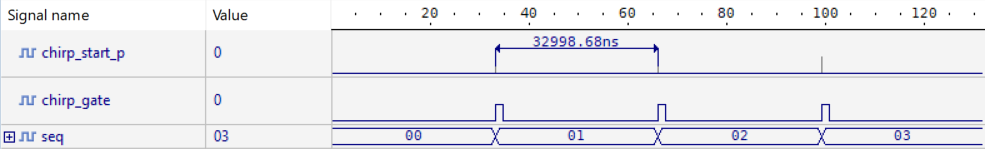 Signal name Value 20 40 60 80 100 120
chirp_start_p 0 32998.68ns
chirp_gate 0
seq 03 00 01 02 03